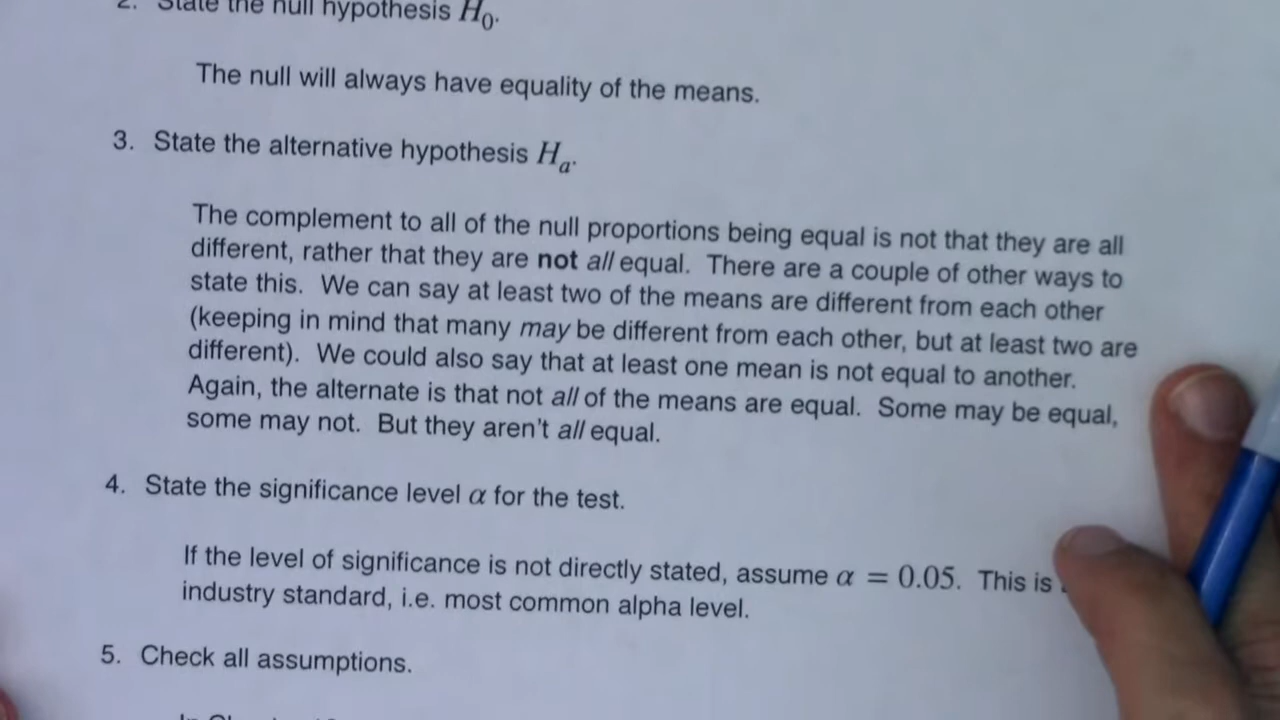 2. State the null hypothesis H₀.
The null will always have equality of the means.
3. State the alternative hypothesis Hₐ.
The complement to all of the null proportions being equal is not that they are all
different, rather that they are not all equal. There are a couple of other ways to
state this. We can say at least two of the means are different from each other
(keeping in mind that many may be different from each other, but at least two are
different). We could also say that at least one mean is not equal to another.
Again, the alternate is that not all of the means are equal. Some may be equal,
some may not. But they aren't all equal.
4. State the significance level α for the test.
If the level of significance is not directly stated, assume α = 0.05. This is
industry standard, i.e. most common alpha level.
5. Check all assumptions.